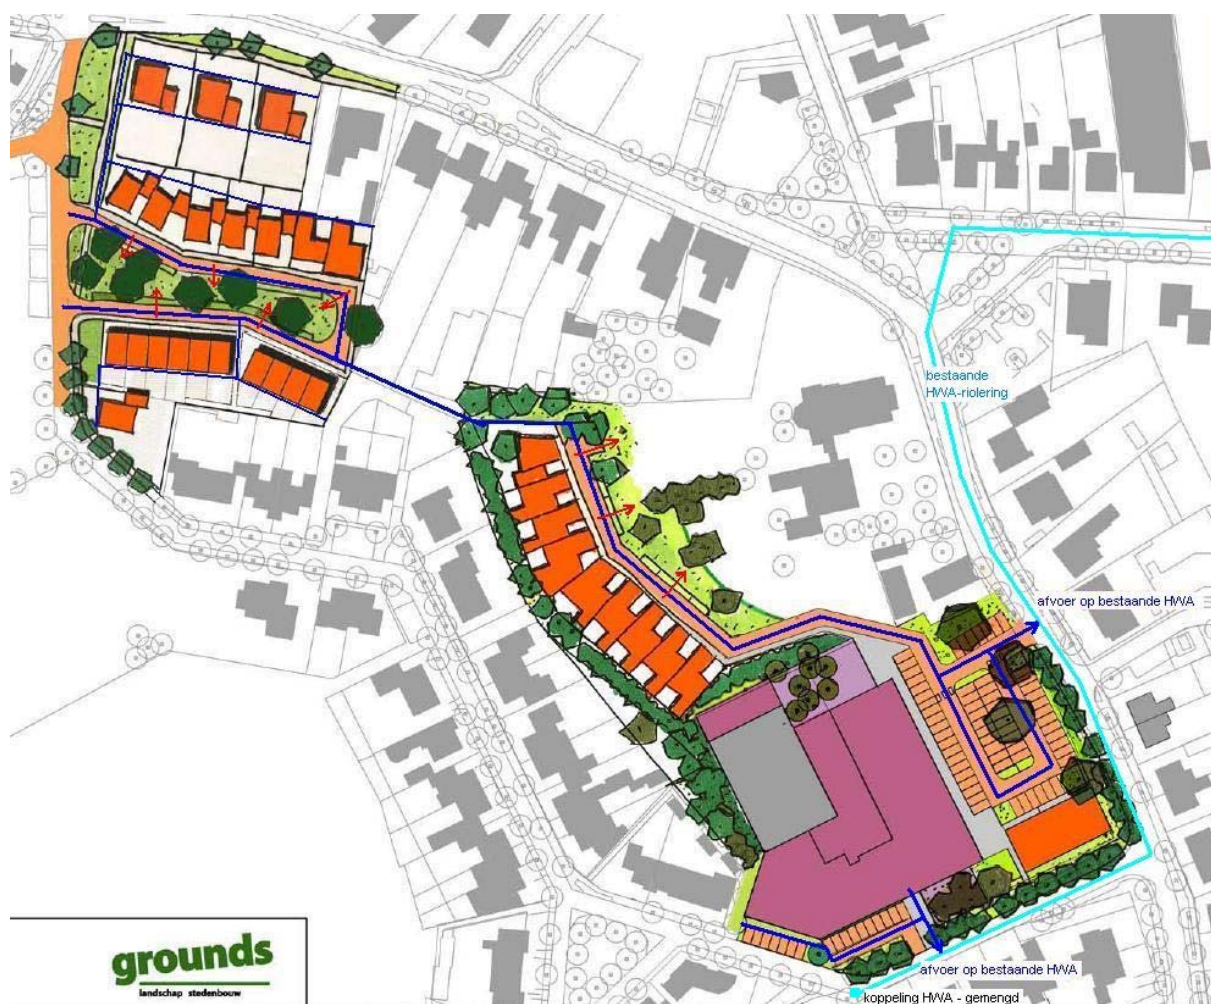 bestaande
HWA-riolering
afvoer op bestaande HWA
afvoer op bestaande HWA
koppeling HWA - gemengd
grounds
landschap stedenbouw